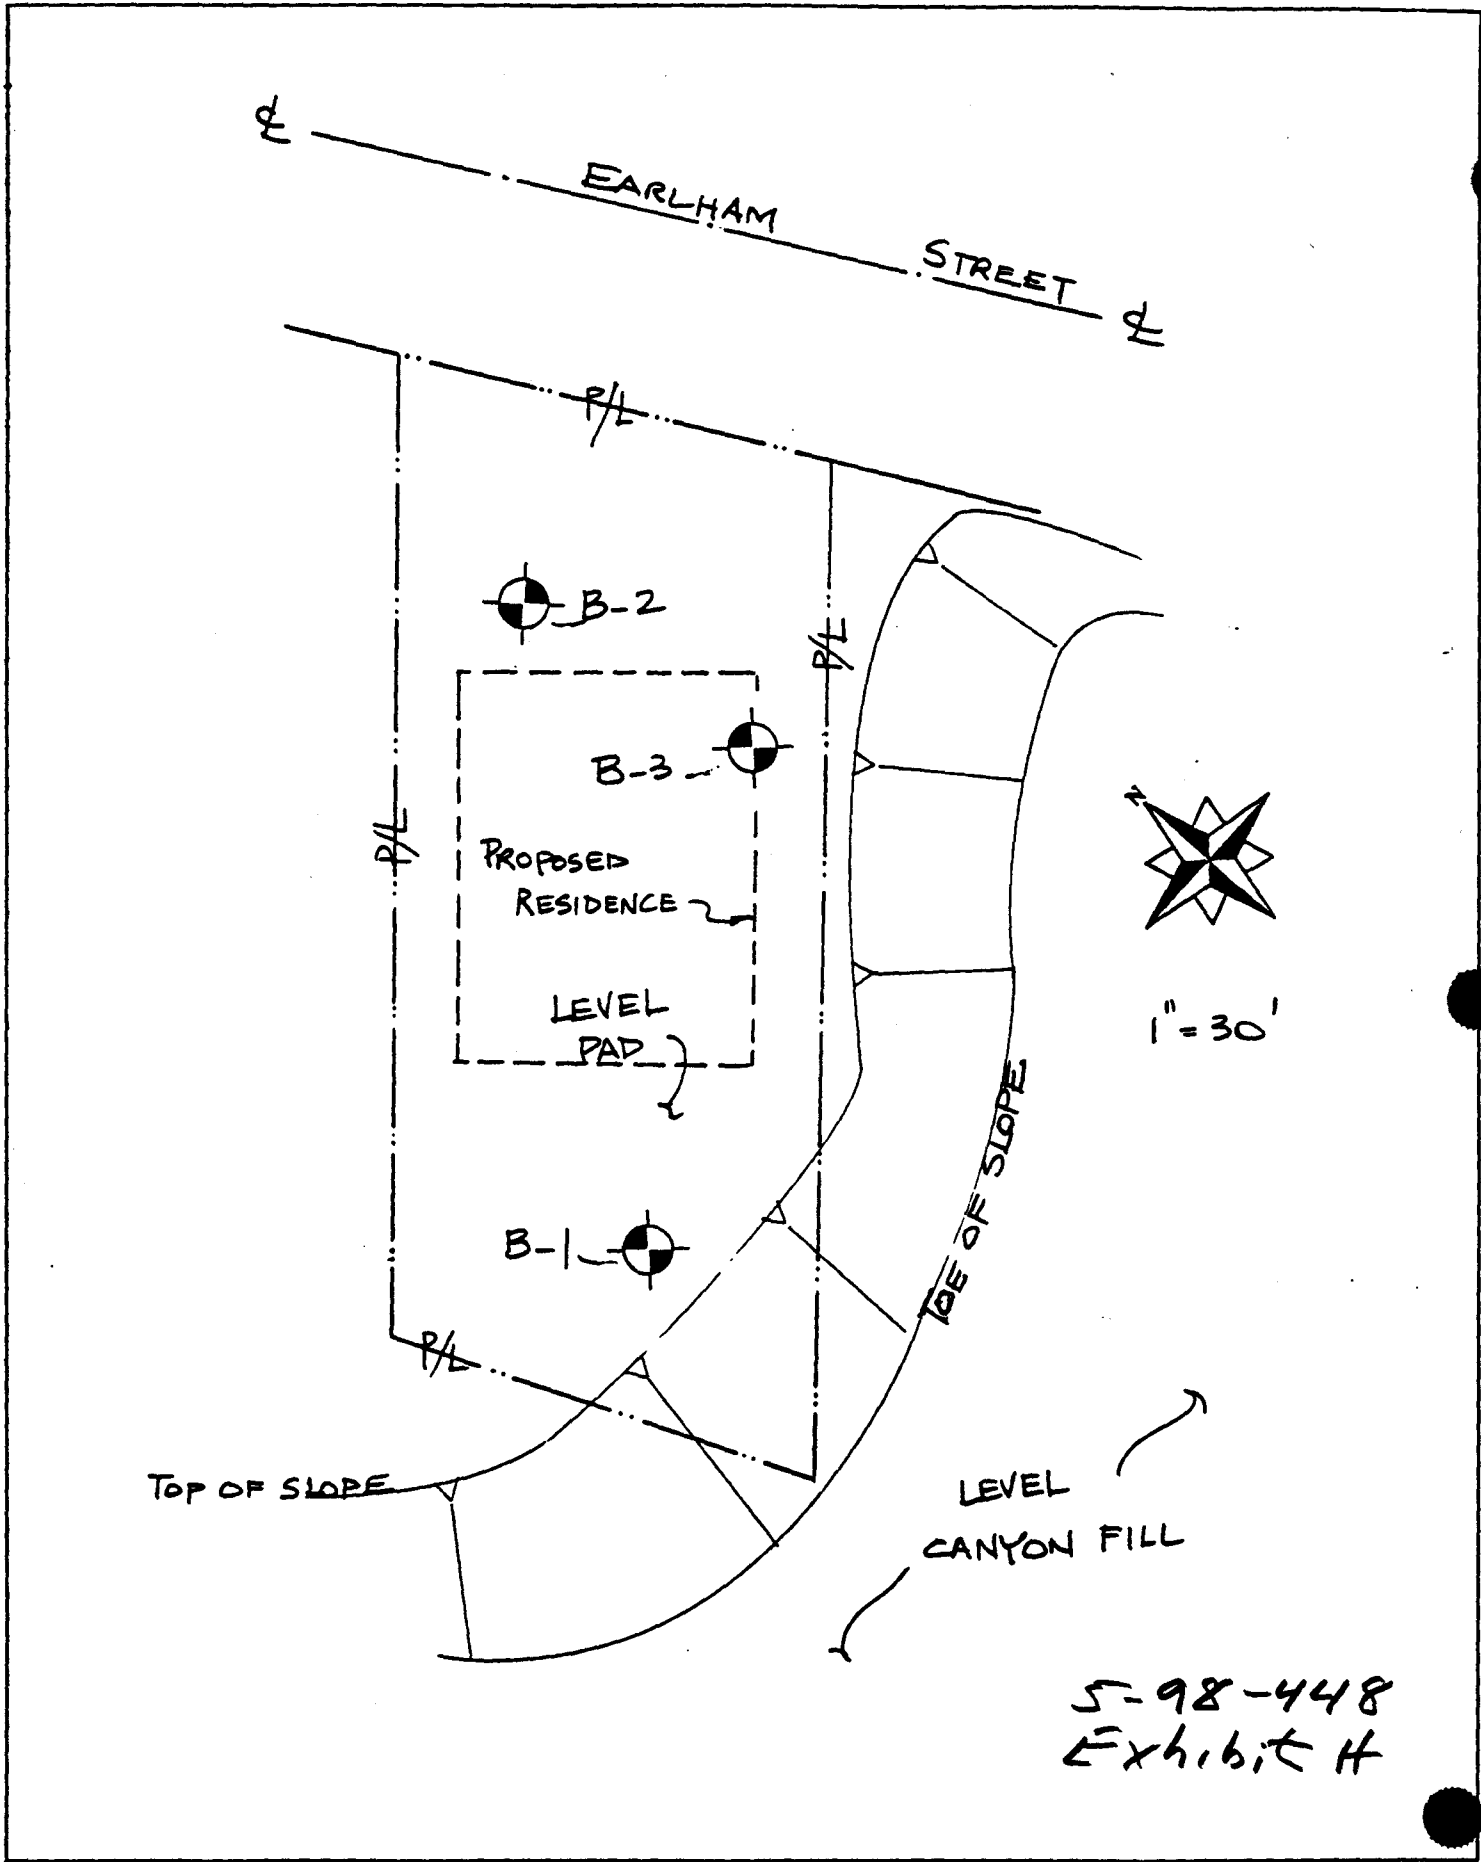 ℄
EARLHAM STREET
℄
P/L
B-2
P/L
B-3
P/L
PROPOSED
RESIDENCE
N
LEVEL
PAD
1" = 30'
TOE OF SLOPE
B-1
P/L
TOP OF SLOPE
LEVEL
CANYON FILL
5-98-448
Exhibit H